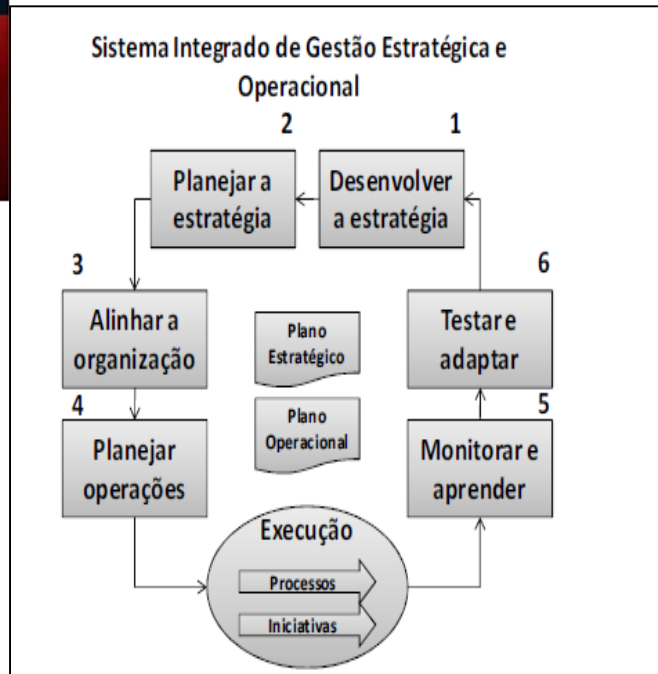 Sistema Integrado de Gestão Estratégica e
Operacional
2
1
Planejar a
estratégia
Desenvolver
a estratégia
3
6
Alinhar a
organização
Plano
Estratégico
Testar e
adaptar
4
5
Planejar
operações
Plano
Operacional
Monitorar e
aprender
Execução
Processos
Iniciativas